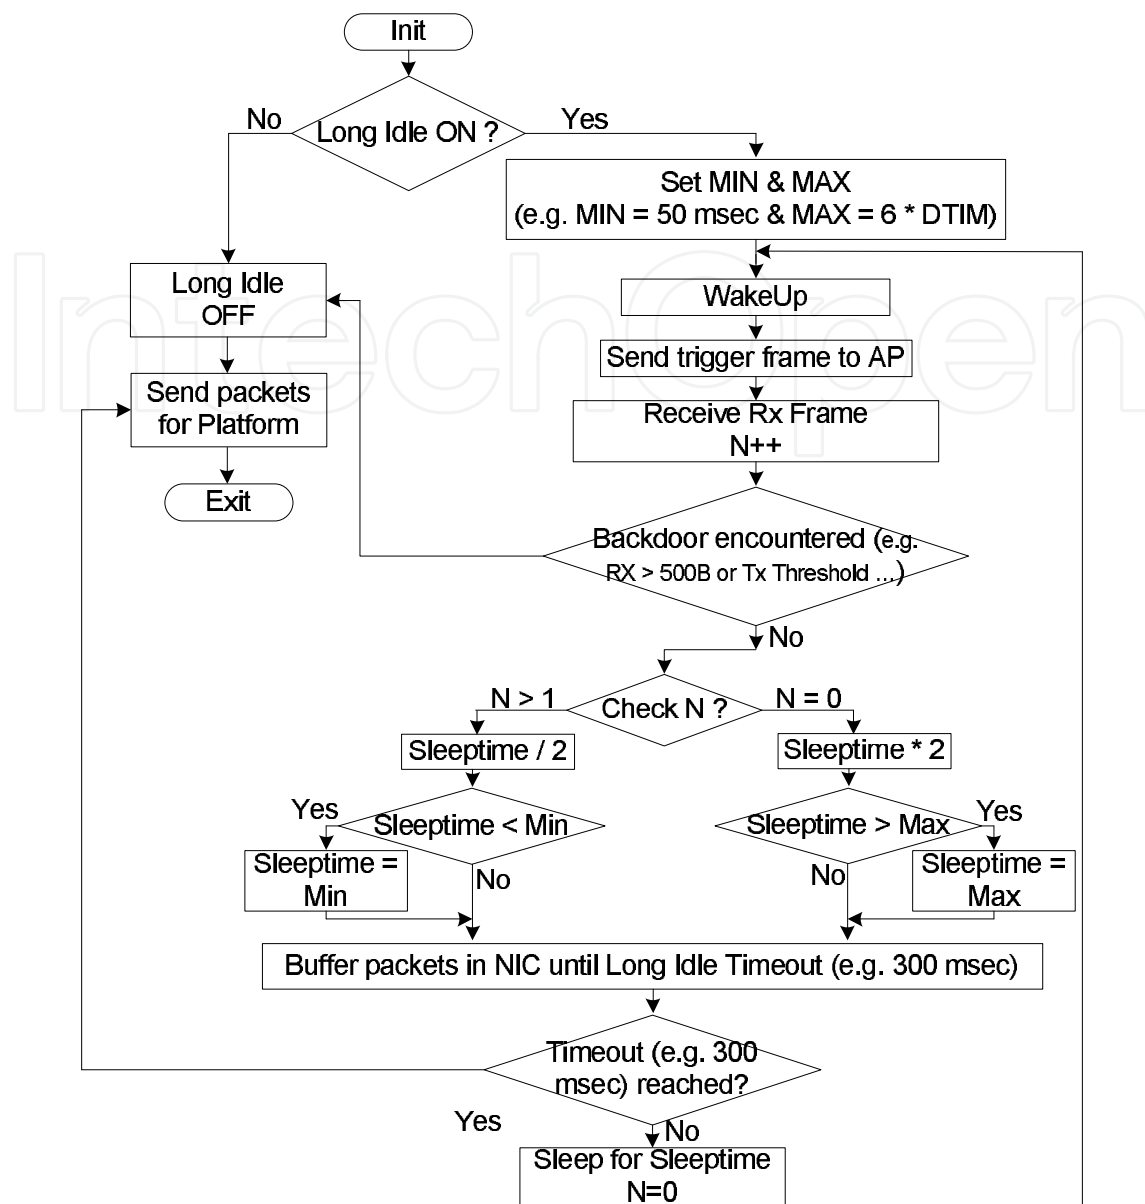 Init
Long Idle ON ?
No
Yes
Set MIN & MAX
(e.g. MIN = 50 msec & MAX = 6 * DTIM)
IntechOpen
Long Idle
OFF
WakeUp
Send trigger frame to AP
Send packets
for Platform
Receive Rx Frame
N++
Exit
Backdoor encountered (e.g.
RX > 500B or Tx Threshold ...)
No
Check N ?
N > 1
N = 0
Sleeptime / 2
Sleeptime * 2
Yes
Sleeptime < Min
Sleeptime > Max
Yes
Sleeptime =
Min
No
No
Sleeptime =
Max
Buffer packets in NIC until Long Idle Timeout (e.g. 300 msec)
Timeout (e.g. 300
msec) reached?
Yes
No
Sleep for Sleeptime
N=0